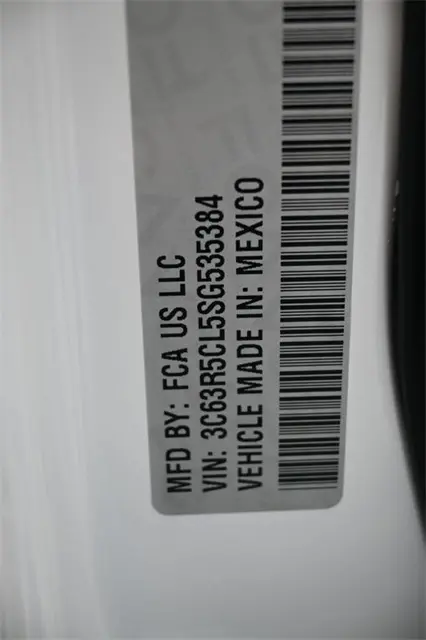 MFD BY: FCA US LLC
VIN: 3C63R5CL5SG535384
VEHICLE MADE IN: MEXICO